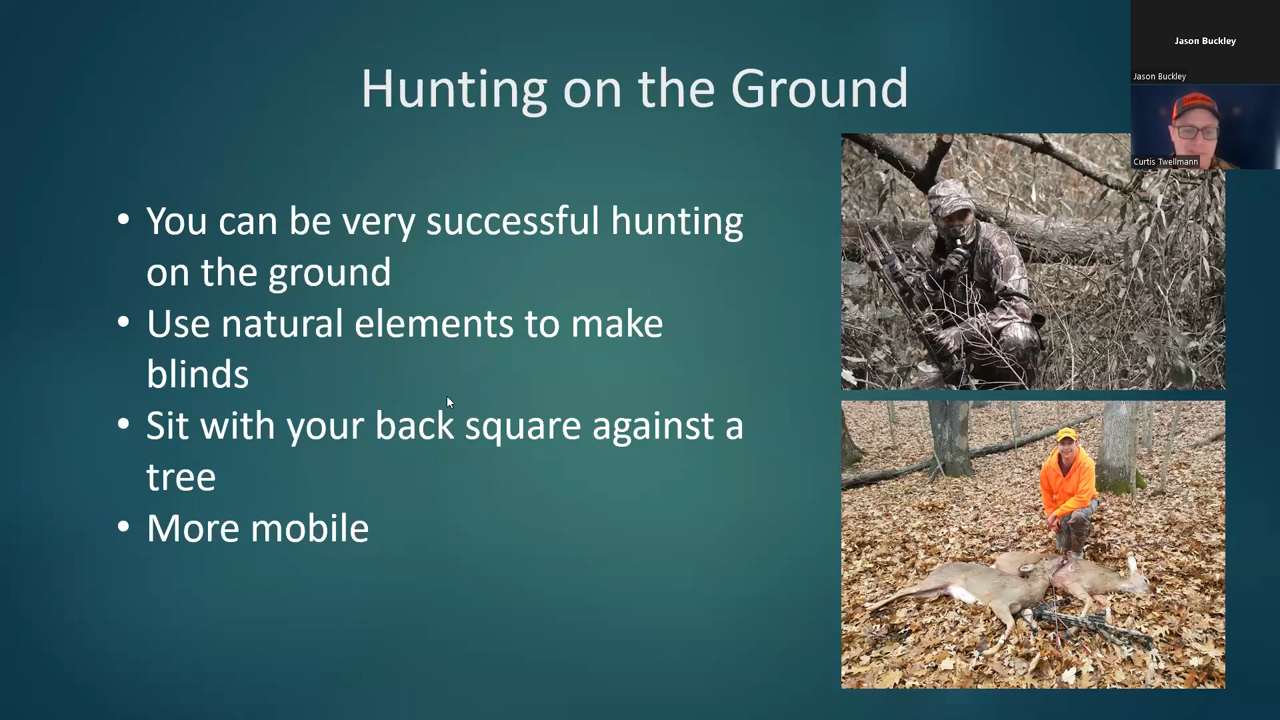 Hunting on the Ground
Jason Buckley
Jason Buckley
Curtis Twellmann
• You can be very successful hunting
on the ground
• Use natural elements to make
blinds
• Sit with your back square against a
tree
• More mobile